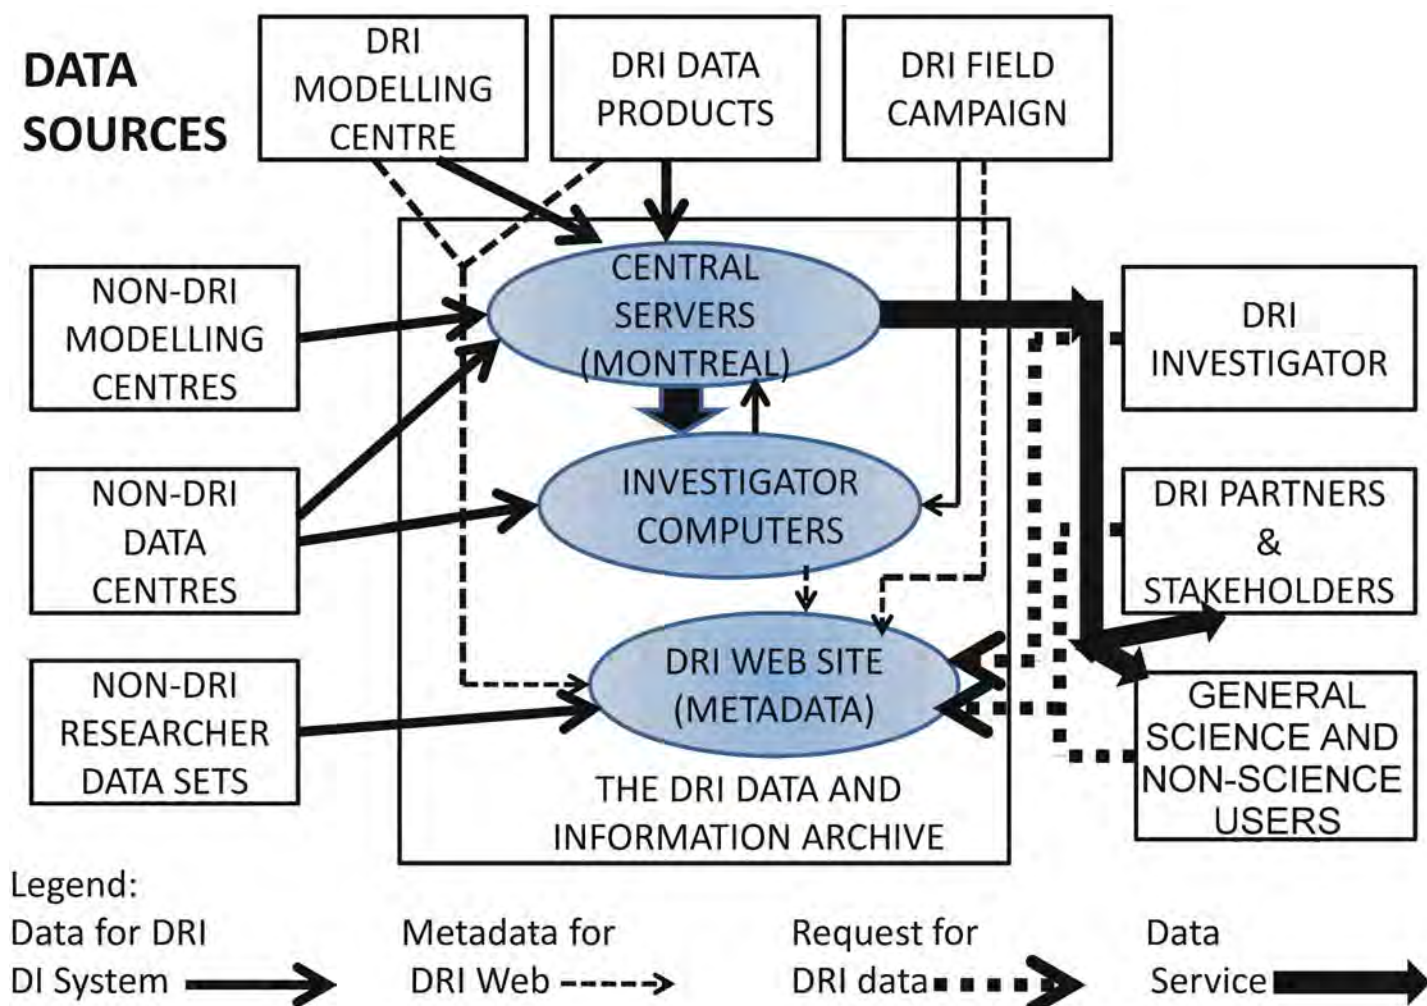 DATA
SOURCES
DRI
MODELLING
CENTRE
DRI DATA
PRODUCTS
DRI FIELD
CAMPAIGN
NON-DRI
MODELLING
CENTRES
NON-DRI
DATA
CENTRES
NON-DRI
RESEARCHER
DATA SETS
CENTRAL
SERVERS
(MONTREAL)
INVESTIGATOR
COMPUTERS
DRI WEB SITE
(METADATA)
THE DRI DATA AND
INFORMATION ARCHIVE
DRI
INVESTIGATOR
DRI PARTNERS
&
STAKEHOLDERS
GENERAL
SCIENCE AND
NON-SCIENCE
USERS
Legend:
Data for DRI
DI System
Metadata for
DRI Web
Request for
DRI data
Data
Service